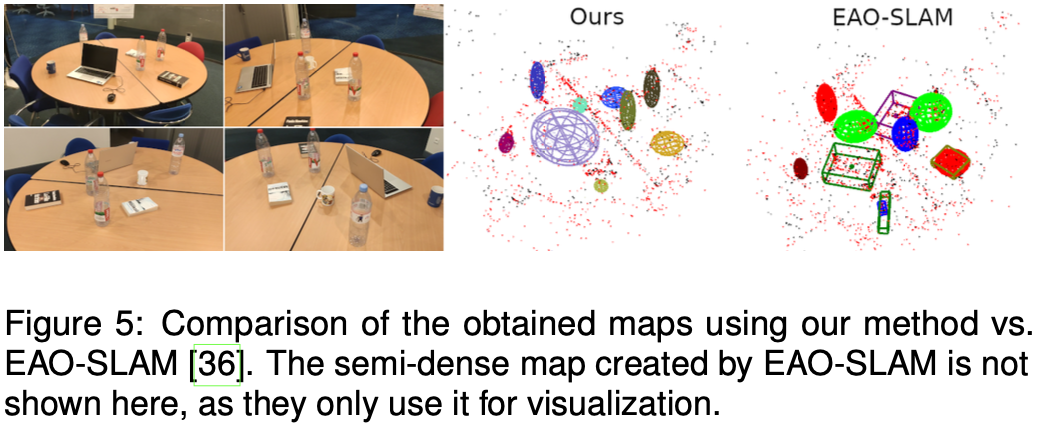 Ours
EAO-SLAM
Figure 5: Comparison of the obtained maps using our method vs.
EAO-SLAM [36]. The semi-dense map created by EAO-SLAM is not
shown here, as they only use it for visualization.